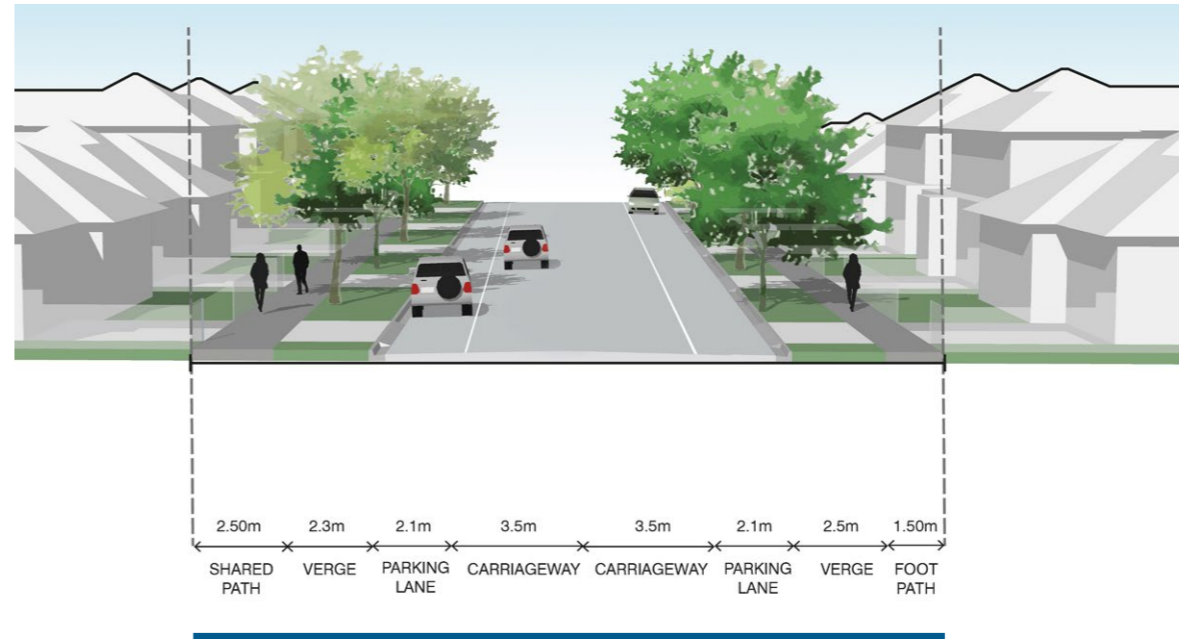 2.50m 2.3m 2.1m 3.5m 3.5m 2.1m 2.5m 1.50m
SHARED VERGE PARKING CARRIAGEWAY CARRIAGEWAY PARKING VERGE FOOT
PATH LANE LANE PATH